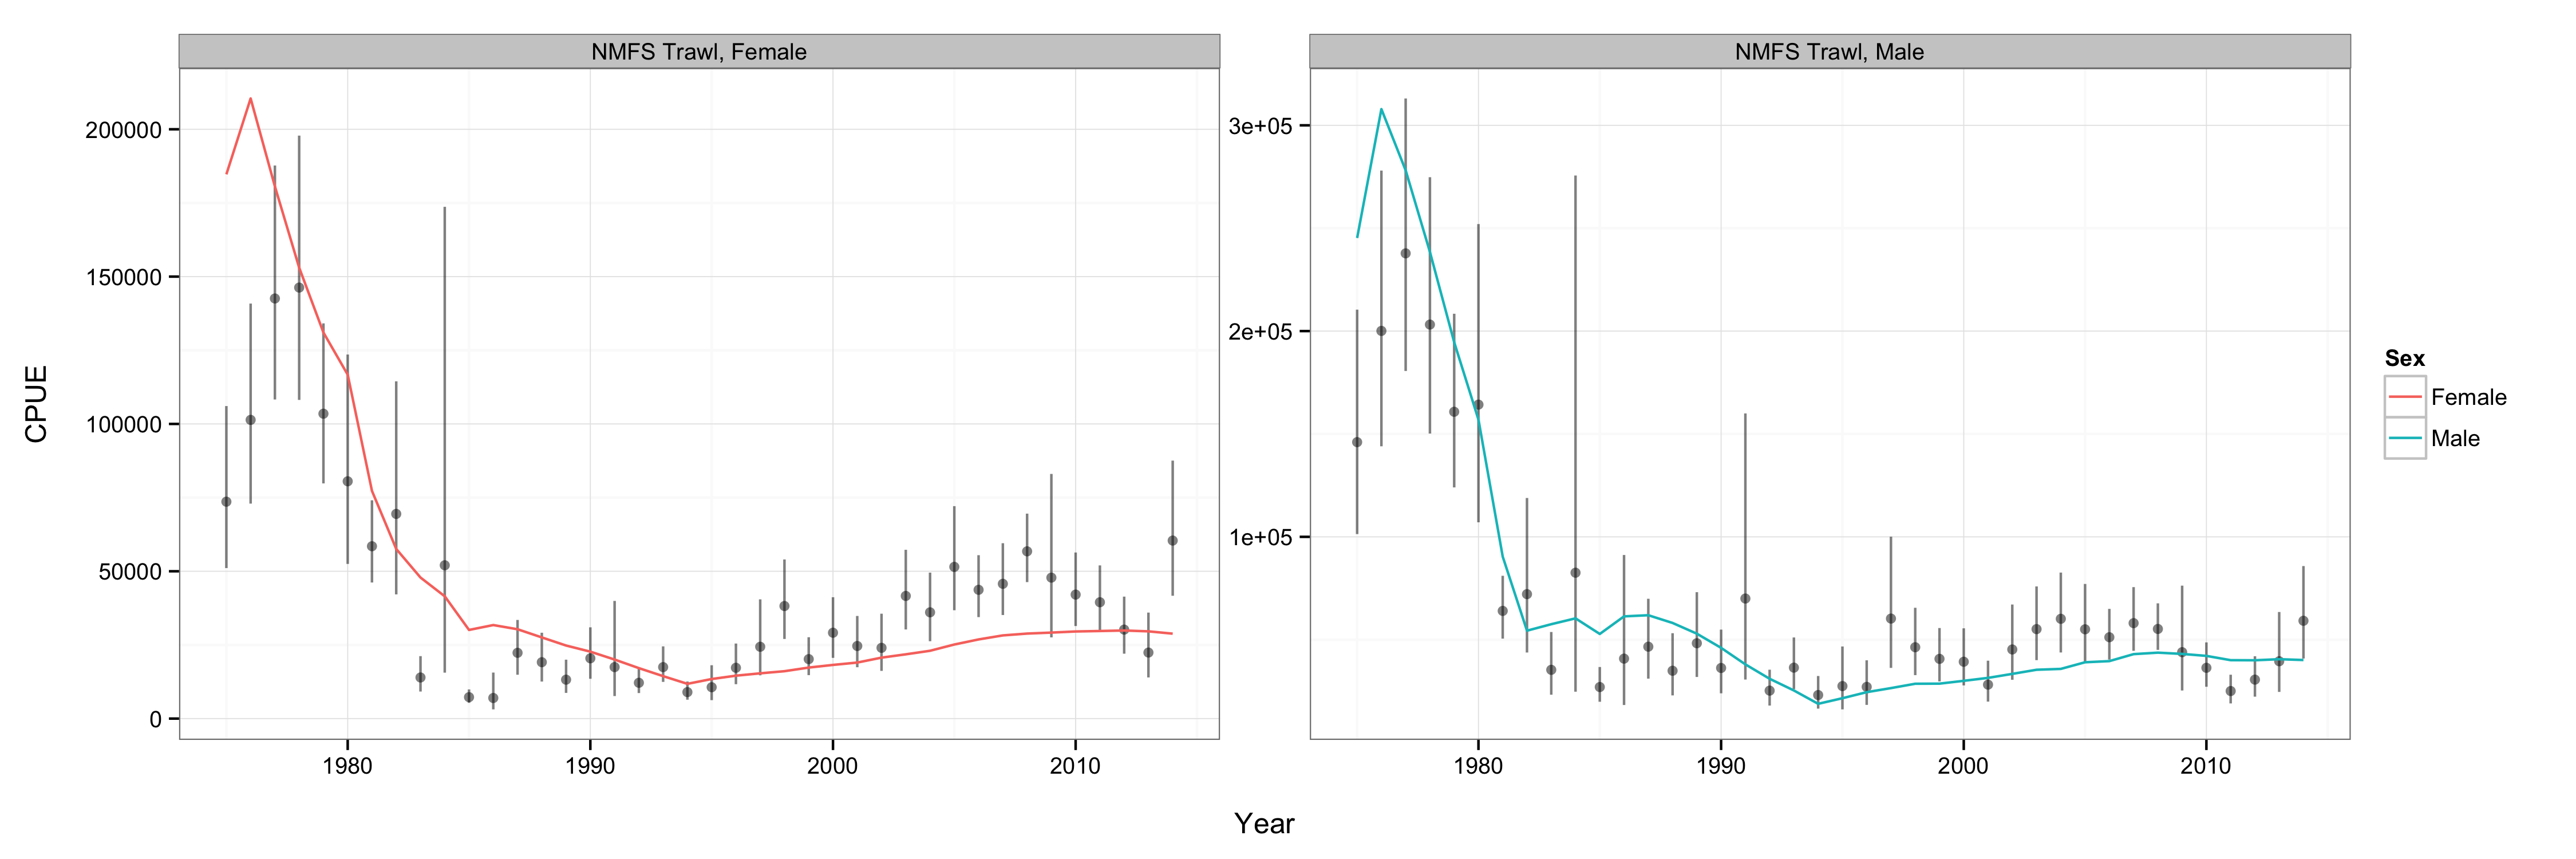 NMFS Trawl, Female
NMFS Trawl, Male
CPUE
200000
150000
100000
50000
0
3e+05
2e+05
1e+05
1980
1990
2000
2010
1980
1990
2000
2010
Year
Sex
Female
Male